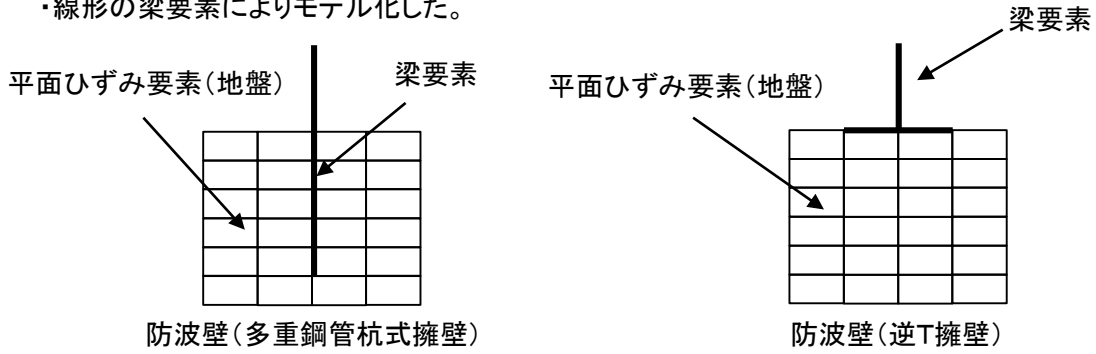 ・線形の梁要素によりモデル化した。
平面ひずみ要素(地盤)
梁要素
防波壁(多重鋼管杭式擁壁)
梁要素
平面ひずみ要素(地盤)
防波壁(逆T擁壁)